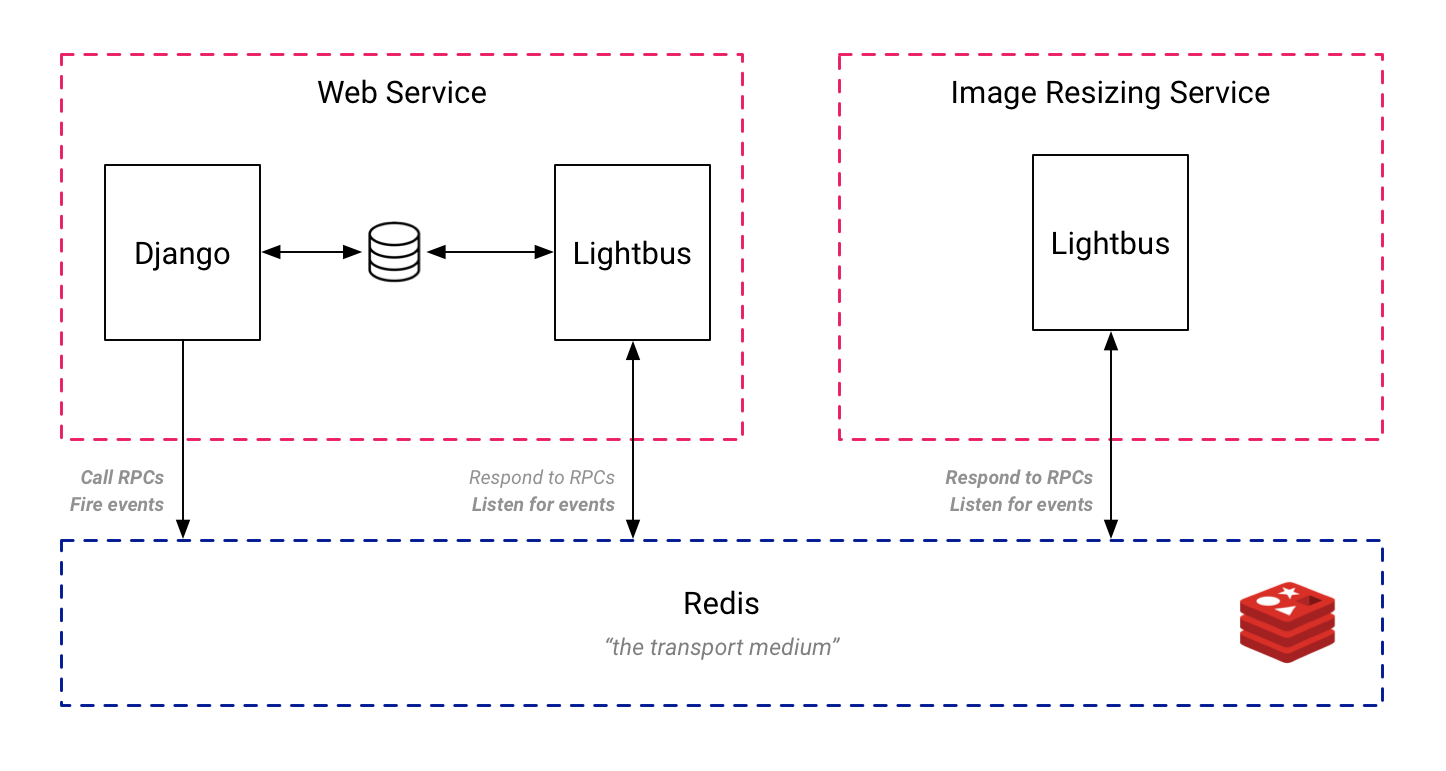 Web Service
Image Resizing Service
Django
Lightbus
Lightbus
Call RPCs
Fire events
Respond to RPCs
Listen for events
Respond to RPCs
Listen for events
Redis
“the transport medium”